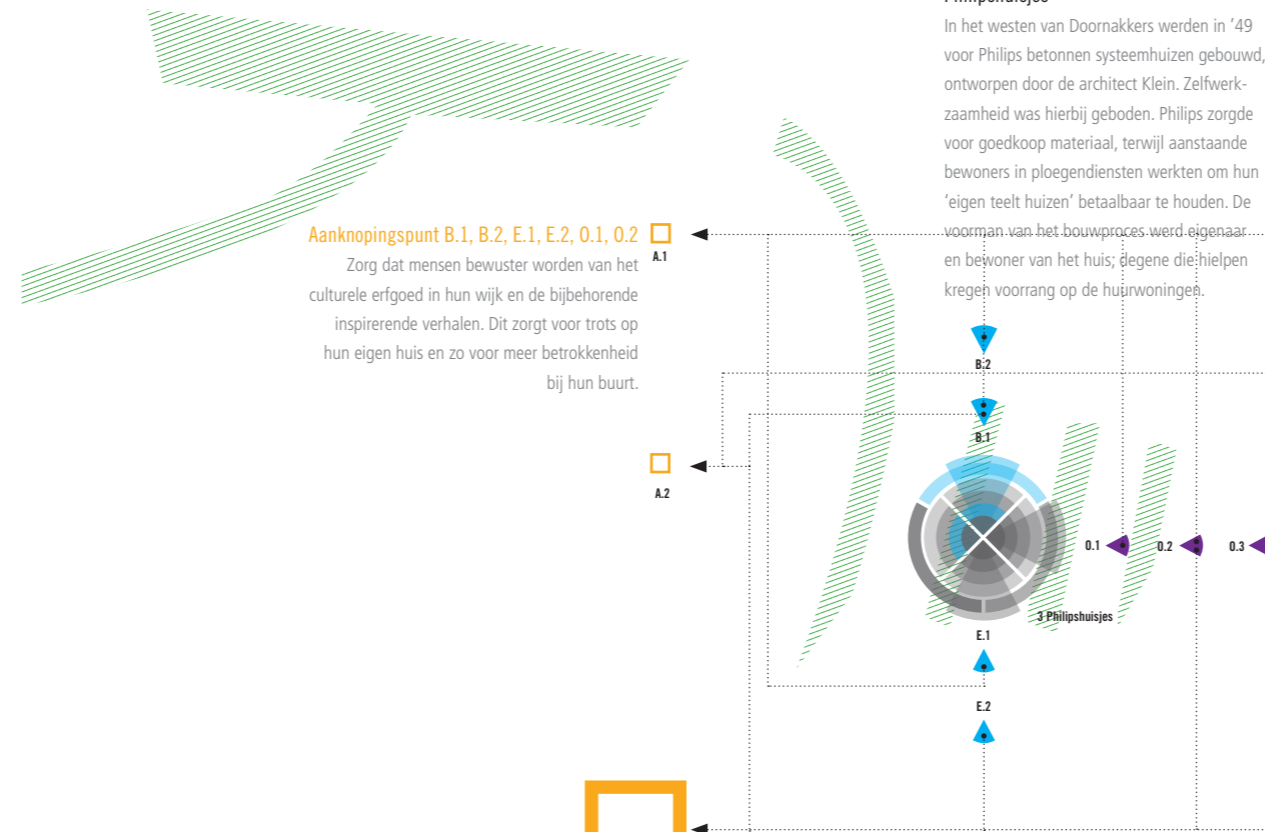 In het westen van Doornakkers werden in ’49
voor Philips betonnen systeemhuizen gebouwd,
ontworpen door de architect Klein. Zelfwerk-
zaamheid was hierbij geboden. Philips zorgde
voor goedkoop materiaal, terwijl aanstaande
bewoners in ploegendiensten werkten om hun
‘eigen teelt huizen’ betaalbaar te houden. De
voorman van het bouwproces werd eigenaar
en bewoner van het huis; degene die hielpen
kregen voorrang op de huurwoningen.
Aanknopingspunt B.1, B.2, E.1, E.2, O.1, O.2
A.1
Zorg dat mensen bewuster worden van het
culturele erfgoed in hun wijk en de bijbehorende
inspirerende verhalen. Dit zorgt voor trots op
hun eigen huis en zo voor meer betrokkenheid
bij hun buurt.
B.2
B.1
A.2
O.1
O.2
O.3
3 Philipshuisjes
E.1
E.2